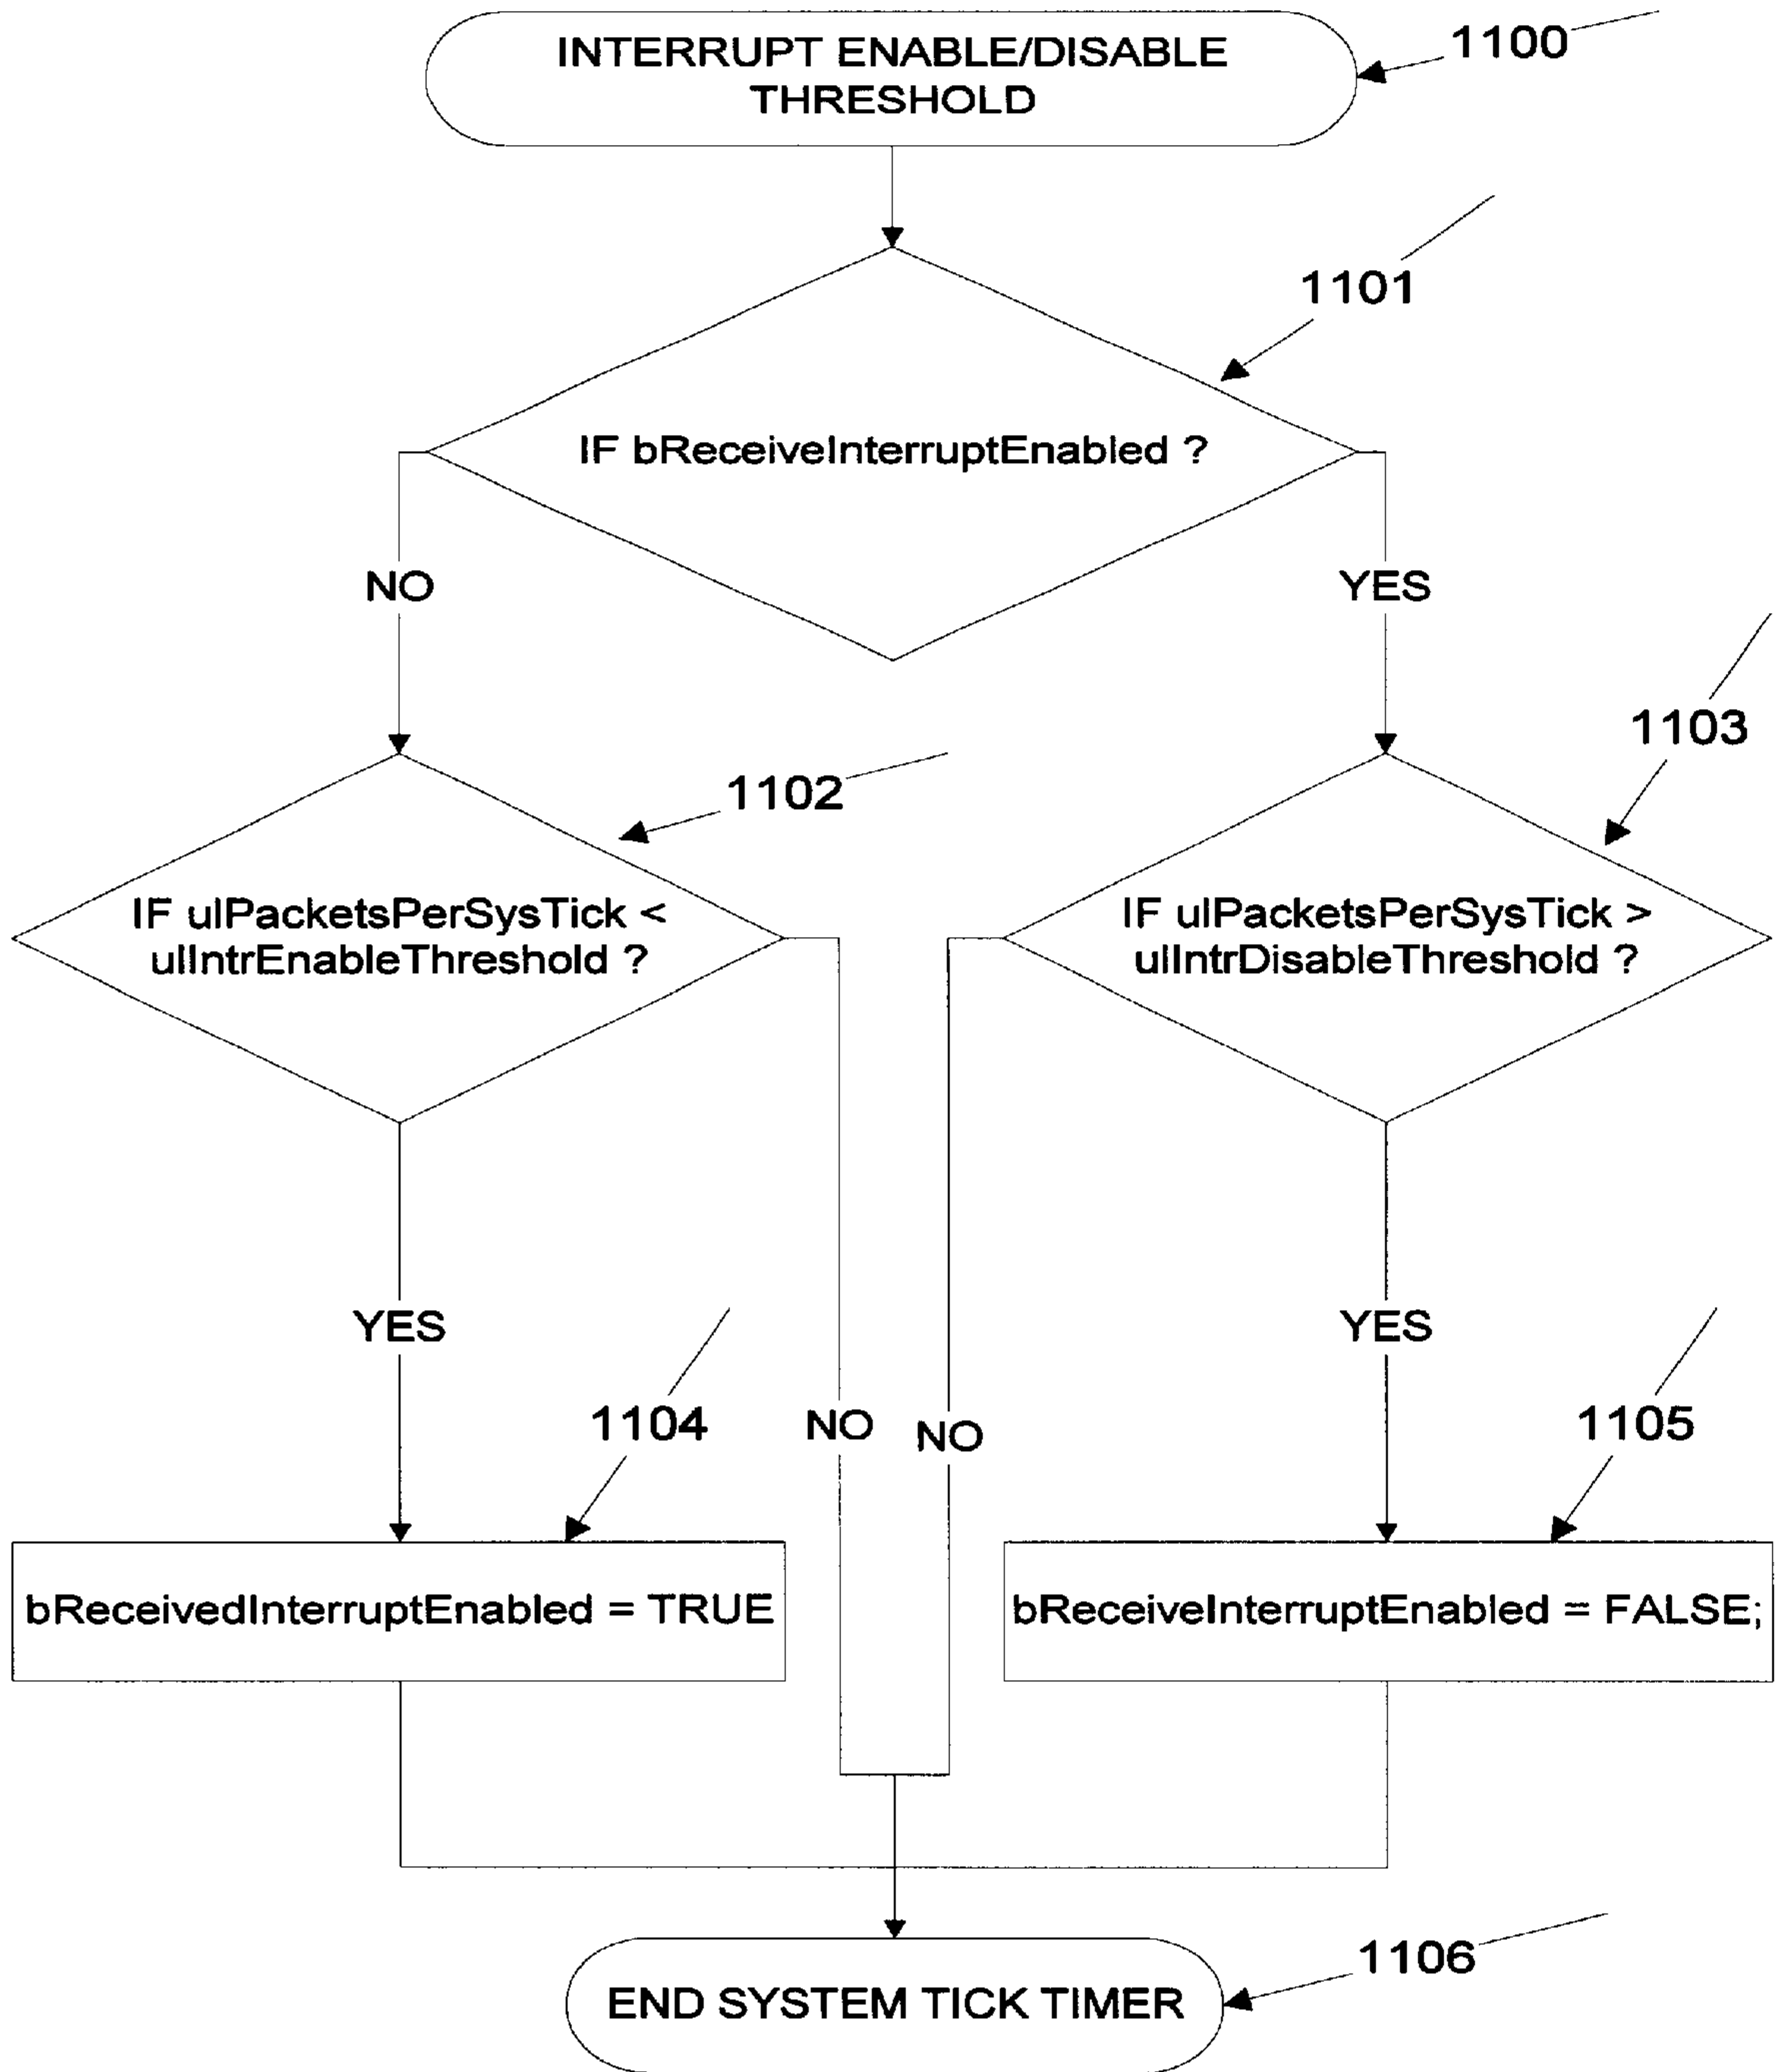 INTERRUPT ENABLE/DISABLE
THRESHOLD
1100
1101
IF bReceiveInterruptEnabled ?
NO
YES
1103
1102
IF ulPacketsPerSysTick <
ulIntrEnableThreshold ?
IF ulPacketsPerSysTick >
ulIntrDisableThreshold ?
YES
YES
1104
NO
NO
1105
bReceivedInterruptEnabled = TRUE
bReceiveInterruptEnabled = FALSE;
1106
END SYSTEM TICK TIMER